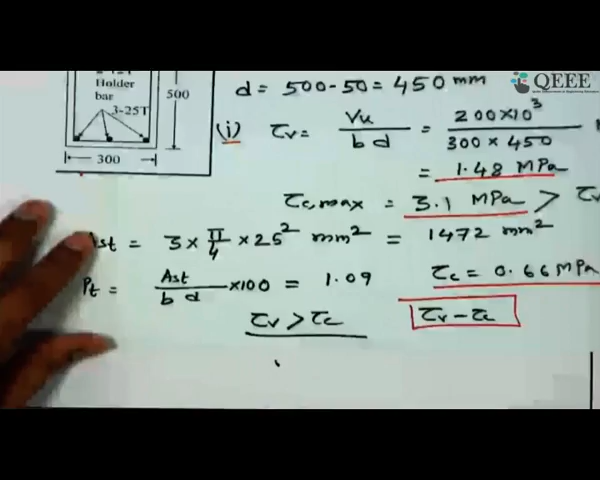 QEEE
Holder
bar
3-25T
500
300
d = 500-50 = 450 mm
(i) τv = Vu / b d = 200×10³ / 300 × 450
= 1.48 MPa
τc,max = 3.1 MPa > τv
Ast = 3 × π/4 × 25² mm² = 1472 mm²
Pt = Ast / b d ×100 = 1.09 τc = 0.66 MPa
τv > τc τv - τc